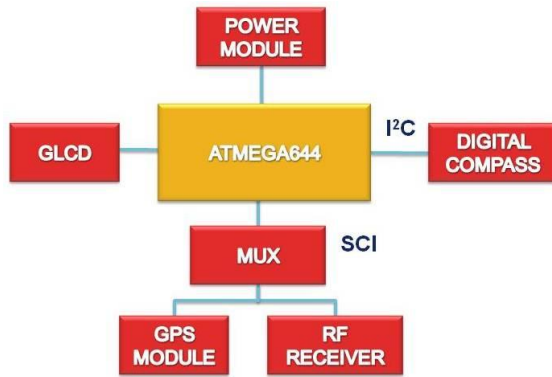 POWER
MODULE
I²C
GLCD
ATMEGA644
DIGITAL
COMPASS
MUX
SCI
GPS
MODULE
RF
RECEIVER